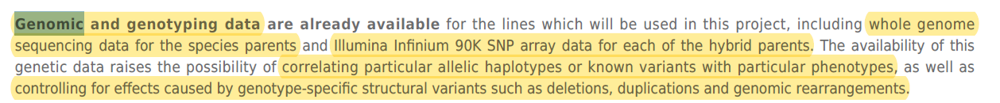 Genomic and genotyping data are already available for the lines which will be used in this project, including whole genome
sequencing data for the species parents and Illumina Infinium 90K SNP array data for each of the hybrid parents. The availability of this
genetic data raises the possibility of correlating particular allelic haplotypes or known variants with particular phenotypes, as well as
controlling for effects caused by genotype-specific structural variants such as deletions, duplications and genomic rearrangements.